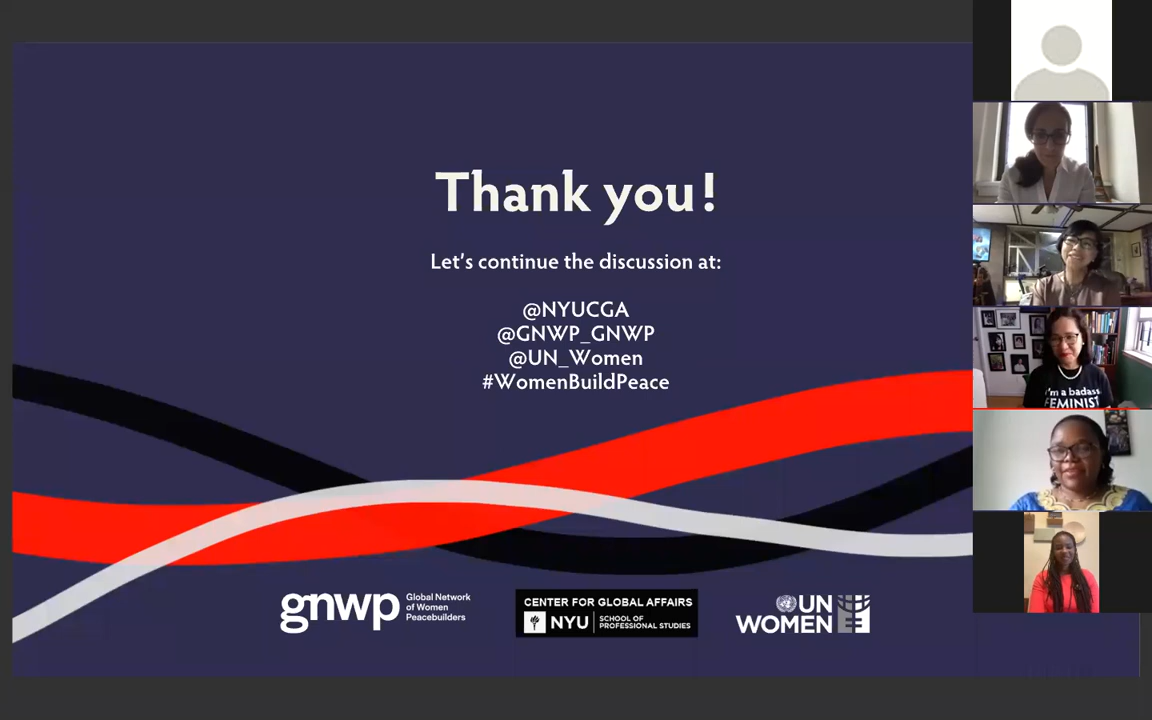 Thank you!
Let's continue the discussion at:
@NYUCGA
@GNWP_GNWP
@UN_Women
#WomenBuildPeace
I'm a badass
FEMINIST
gnwp
Global Network
of Women
Peacebuilders
CENTER FOR GLOBAL AFFAIRS
NYU
SCHOOL OF
PROFESSIONAL STUDIES
UN
WOMEN